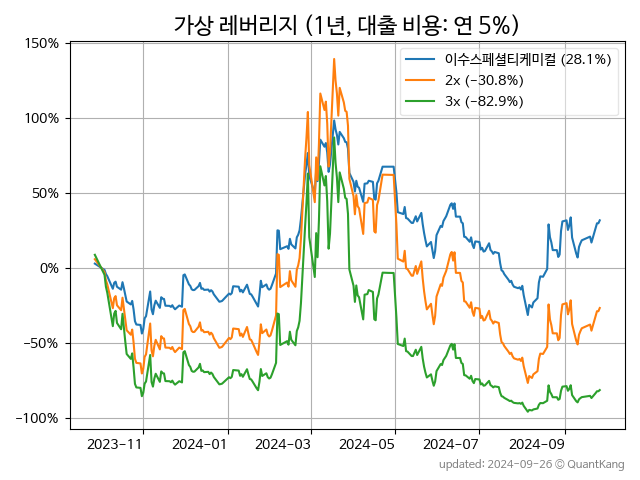 가상 레버리지 (1년, 대출 비용: 연 5%)
150%
100%
50%
0%
−50%
−100%
이수스페셜티케미컬 (28.1%)
2x (−30.8%)
3x (−82.9%)
2023-11 2024-01 2024-03 2024-05 2024-07 2024-09
updated: 2024-09-26 © QuantKang